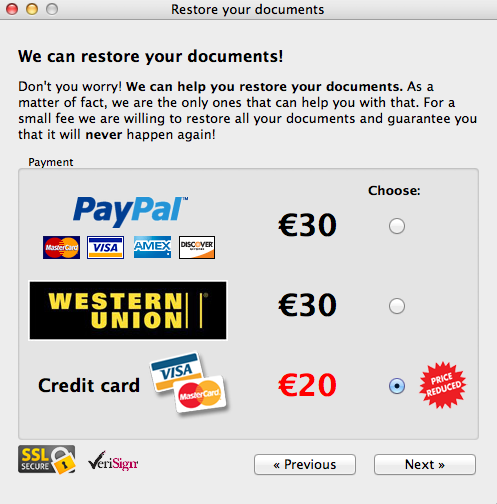 Restore your documents
We can restore your documents!
Don't you worry! We can help you restore your documents. As a
matter of fact, we are the only ones that can help you with that. For a
small fee we are willing to restore all your documents and guarantee you
that it will never happen again!
Payment
Choose:
PayPal™
€30
MasterCard VISA AMEX DISCOVER
NETWORK
WESTERN
UNION
€30
Credit card
VISA
MasterCard
€20
PRICE
REDUCED
SSL
SECURE
VeriSign
« Previous
Next »